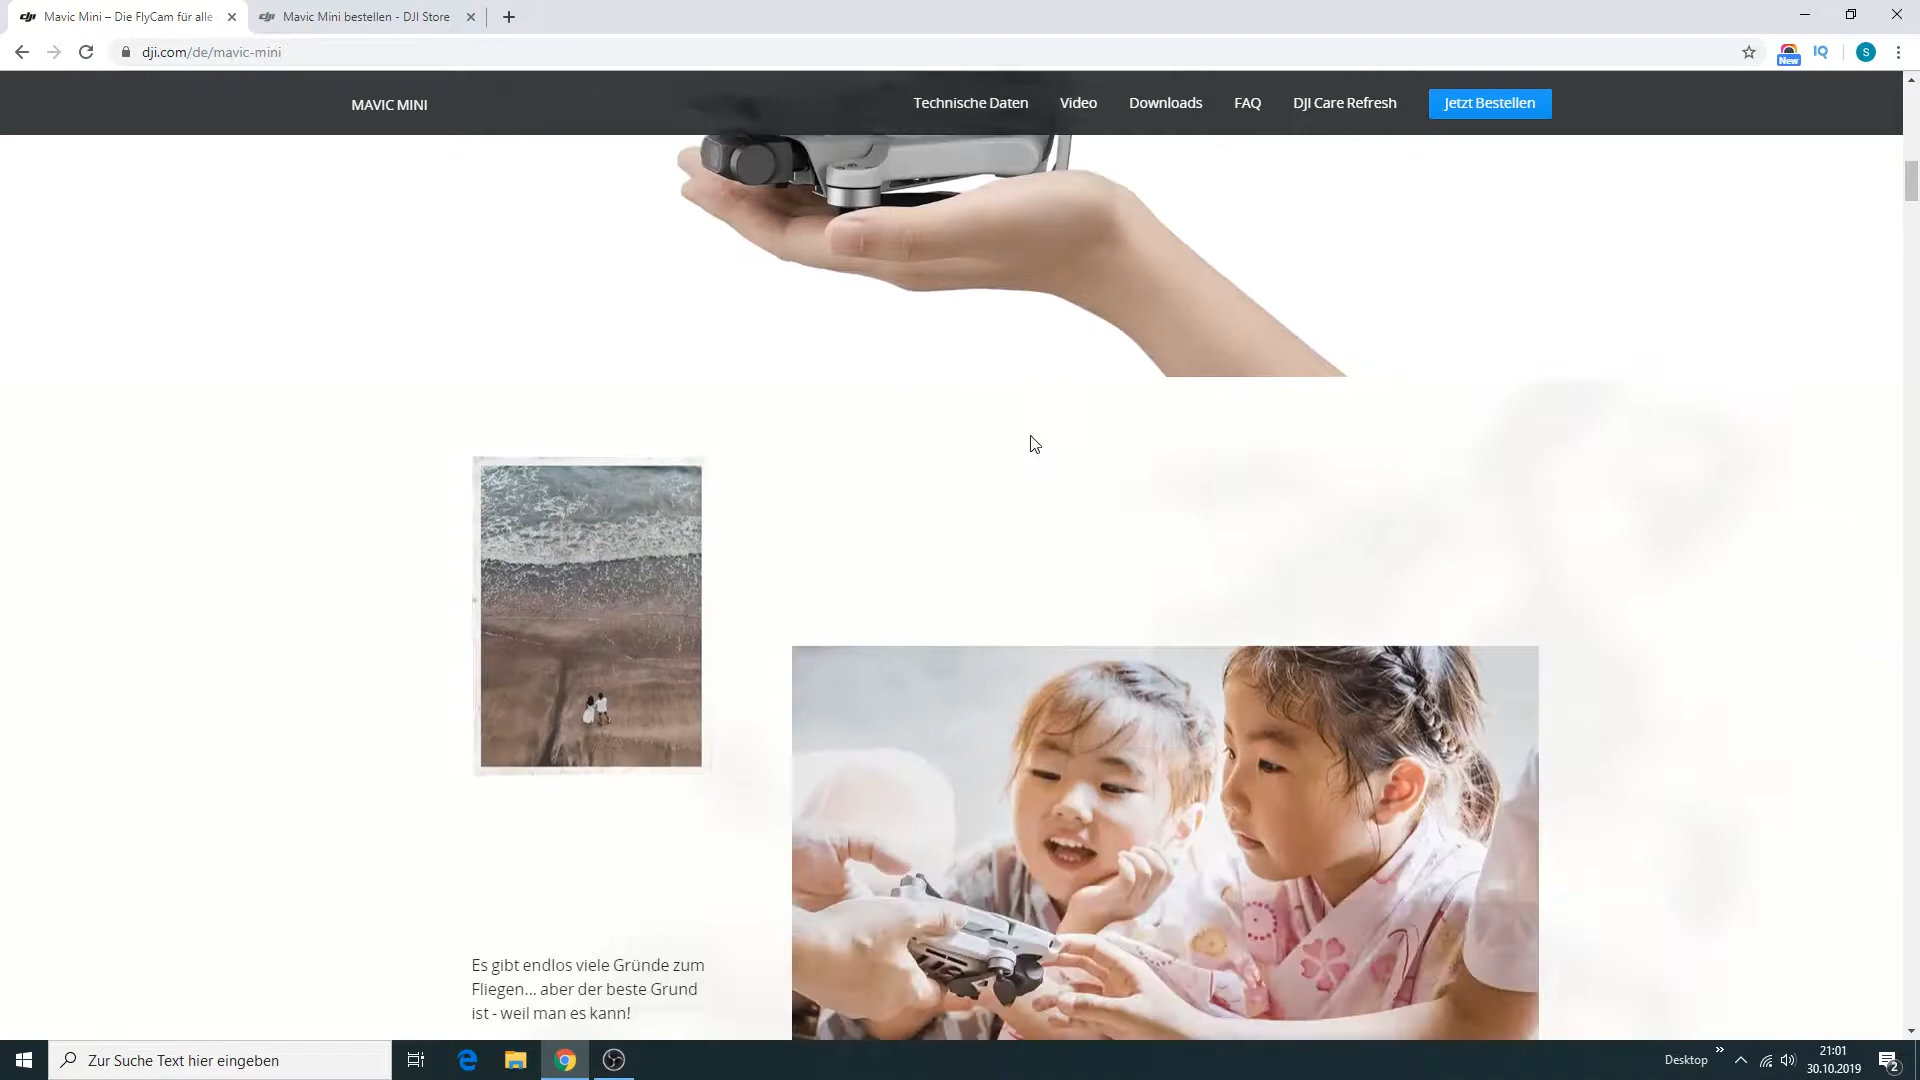 Mavic Mini – Die FlyCam für alle
Mavic Mini bestellen - DJI Store
dji.com/de/mavic-mini
New
IQ
S
MAVIC MINI
Technische Daten
Video
Downloads
FAQ
DJI Care Refresh
Jetzt Bestellen
Es gibt endlos viele Gründe zum
Fliegen... aber der beste Grund
ist - weil man es kann!
Zur Suche Text hier eingeben
Desktop
21:01
30.10.2019
2